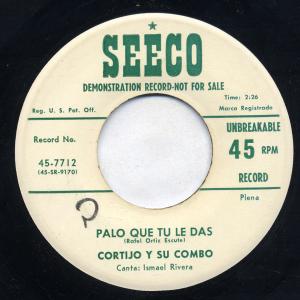 SEECO
DEMONSTRATION RECORD-NOT FOR SALE
Reg. U. S. Pat. Off.
Time: 2:26
Marca Registrada
Record No.
45-7712
(45-SR-9170)
UNBREAKABLE
45 RPM
RECORD
Plena
P
PALO QUE TU LE DAS
(Rafel Ortiz Escute)
CORTIJO Y SU COMBO
Canta: Ismael Rivera